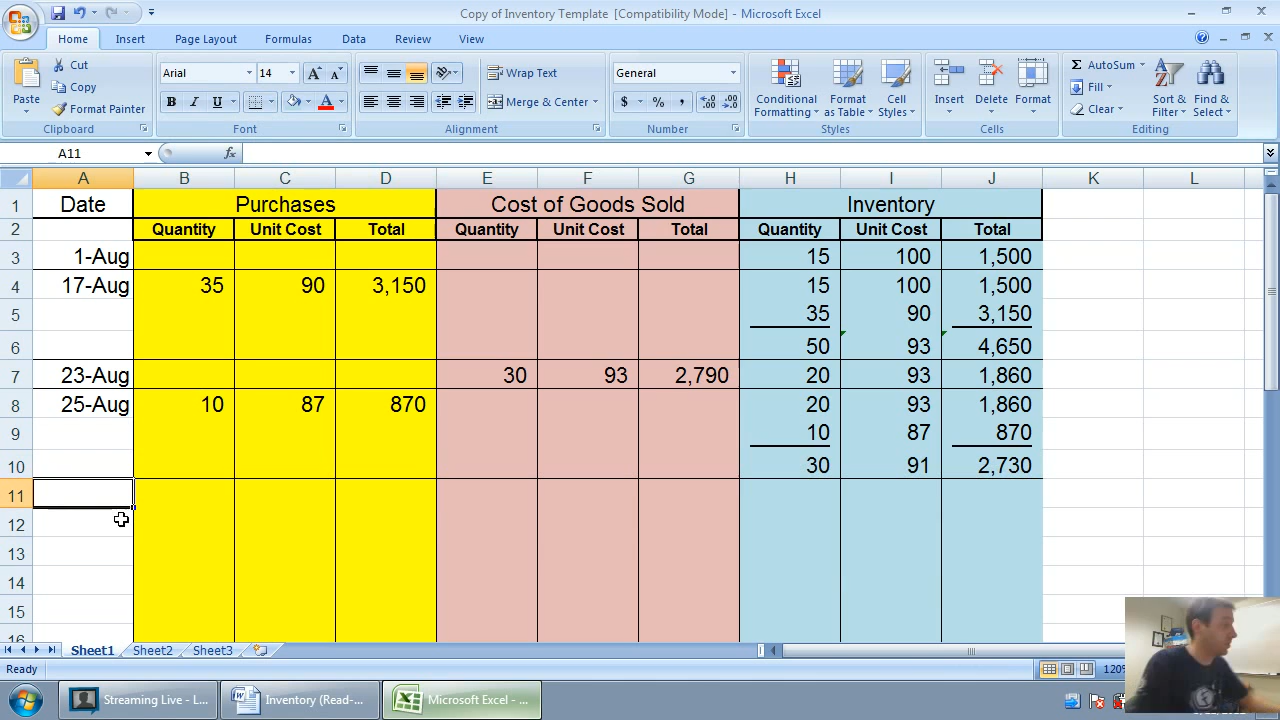 Copy of Inventory Template [Compatibility Mode] - Microsoft Excel
Home Insert Page Layout Formulas Data Review View
Paste Cut Copy Format Painter Clipboard
Arial 14 A A B I U A Font
Wrap Text Merge & Center Alignment
General $ % , .0 .00 .00 .0 Number
Conditional Formatting Format as Table Cell Styles Styles
Insert Delete Format Cells
Σ AutoSum Fill Clear Sort & Filter Find & Select Editing
A11 fx
A B C D E F G H I J K L
1 Date Purchases Cost of Goods Sold Inventory
2 Quantity Unit Cost Total Quantity Unit Cost Total Quantity Unit Cost Total
3 1-Aug 15 100 1,500
4 17-Aug 35 90 3,150 15 100 1,500
5 35 90 3,150
6 50 93 4,650
7 23-Aug 30 93 2,790 20 93 1,860
8 25-Aug 10 87 870 20 93 1,860
9 10 87 870
10 30 91 2,730
11
12
13
14
15
16
Sheet1 Sheet2 Sheet3
Ready 120%
Streaming Live - L... Inventory (Read-... Microsoft Excel - ...